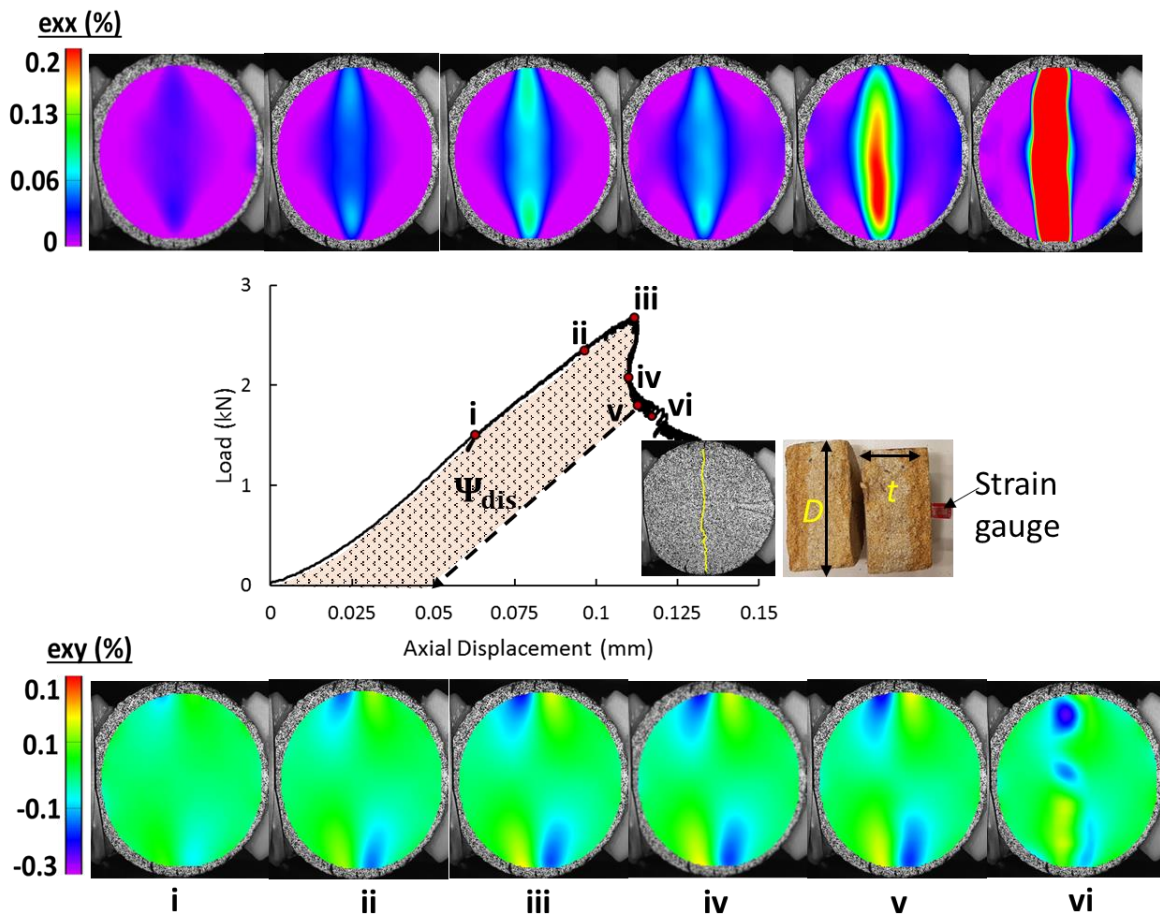 exx (%)
0.2
0.13
0.06
0
3
2
1
0
Load (kN)
i
ii
iii
iv
v
vi
Ψdis.
D
t
Strain
gauge
0 0.025 0.05 0.075 0.1 0.125 0.15
Axial Displacement (mm)
exy (%)
0.1
0.1
-0.1
-0.3
i ii iii iv v vi